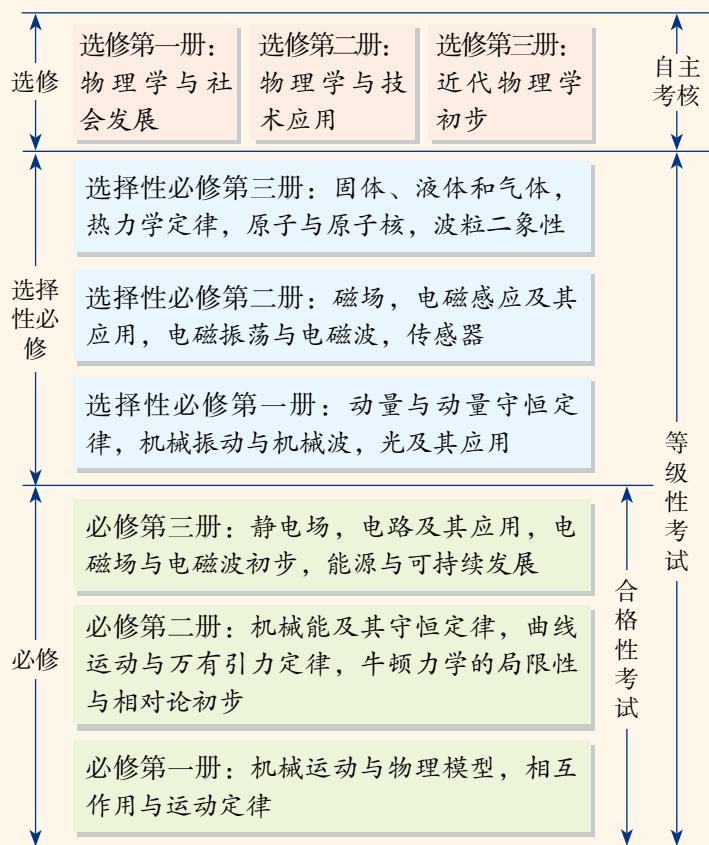 选修
选修第一册：
物理学与社
会发展
选修第二册：
物理学与技
术应用
选修第三册：
近代物理学
初步
自主
考核
选择
性必
修
选择性必修第三册：固体、液体和气体，
热力学定律，原子与原子核，波粒二象性
选择性必修第二册：磁场，电磁感应及其
应用，电磁振荡与电磁波，传感器
选择性必修第一册：动量与动量守恒定
律，机械振动与机械波，光及其应用
等级性考试
必修
必修第三册：静电场，电路及其应用，电
磁场与电磁波初步，能源与可持续发展
必修第二册：机械能及其守恒定律，曲线
运动与万有引力定律，牛顿力学的局限性
与相对论初步
必修第一册：机械运动与物理模型，相互
作用与运动定律
合格性考试